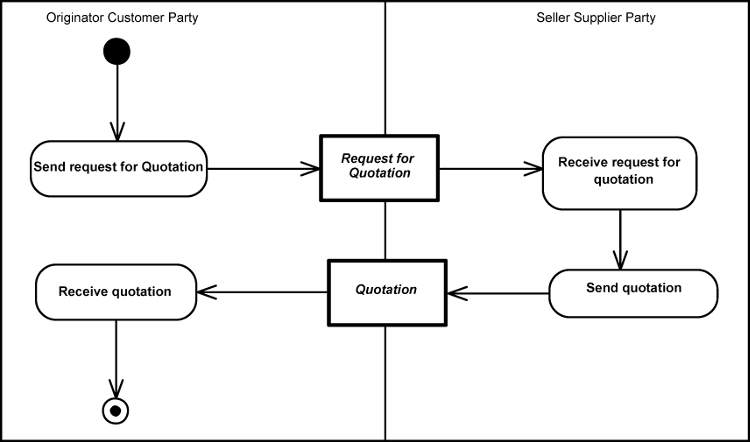 Originator Customer Party
Seller Supplier Party
Send request for Quotation
Request for
Quotation
Receive request for
quotation
Receive quotation
Quotation
Send quotation